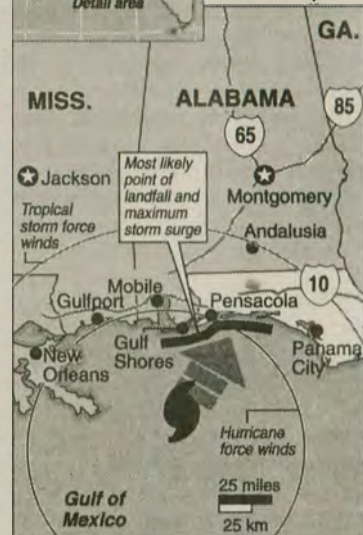 Detail area
GA.
MISS.
ALABAMA
85
65
Jackson
Most likely
point of
landfall and
maximum
storm surge
Montgomery
Tropical
storm force
winds
Andalusia
10
Mobile
Pensacola
Gulfport
Gulf
Shores
New
Orleans
Panama
City
Hurricane
force winds
Gulf of
Mexico
25 miles
25 km